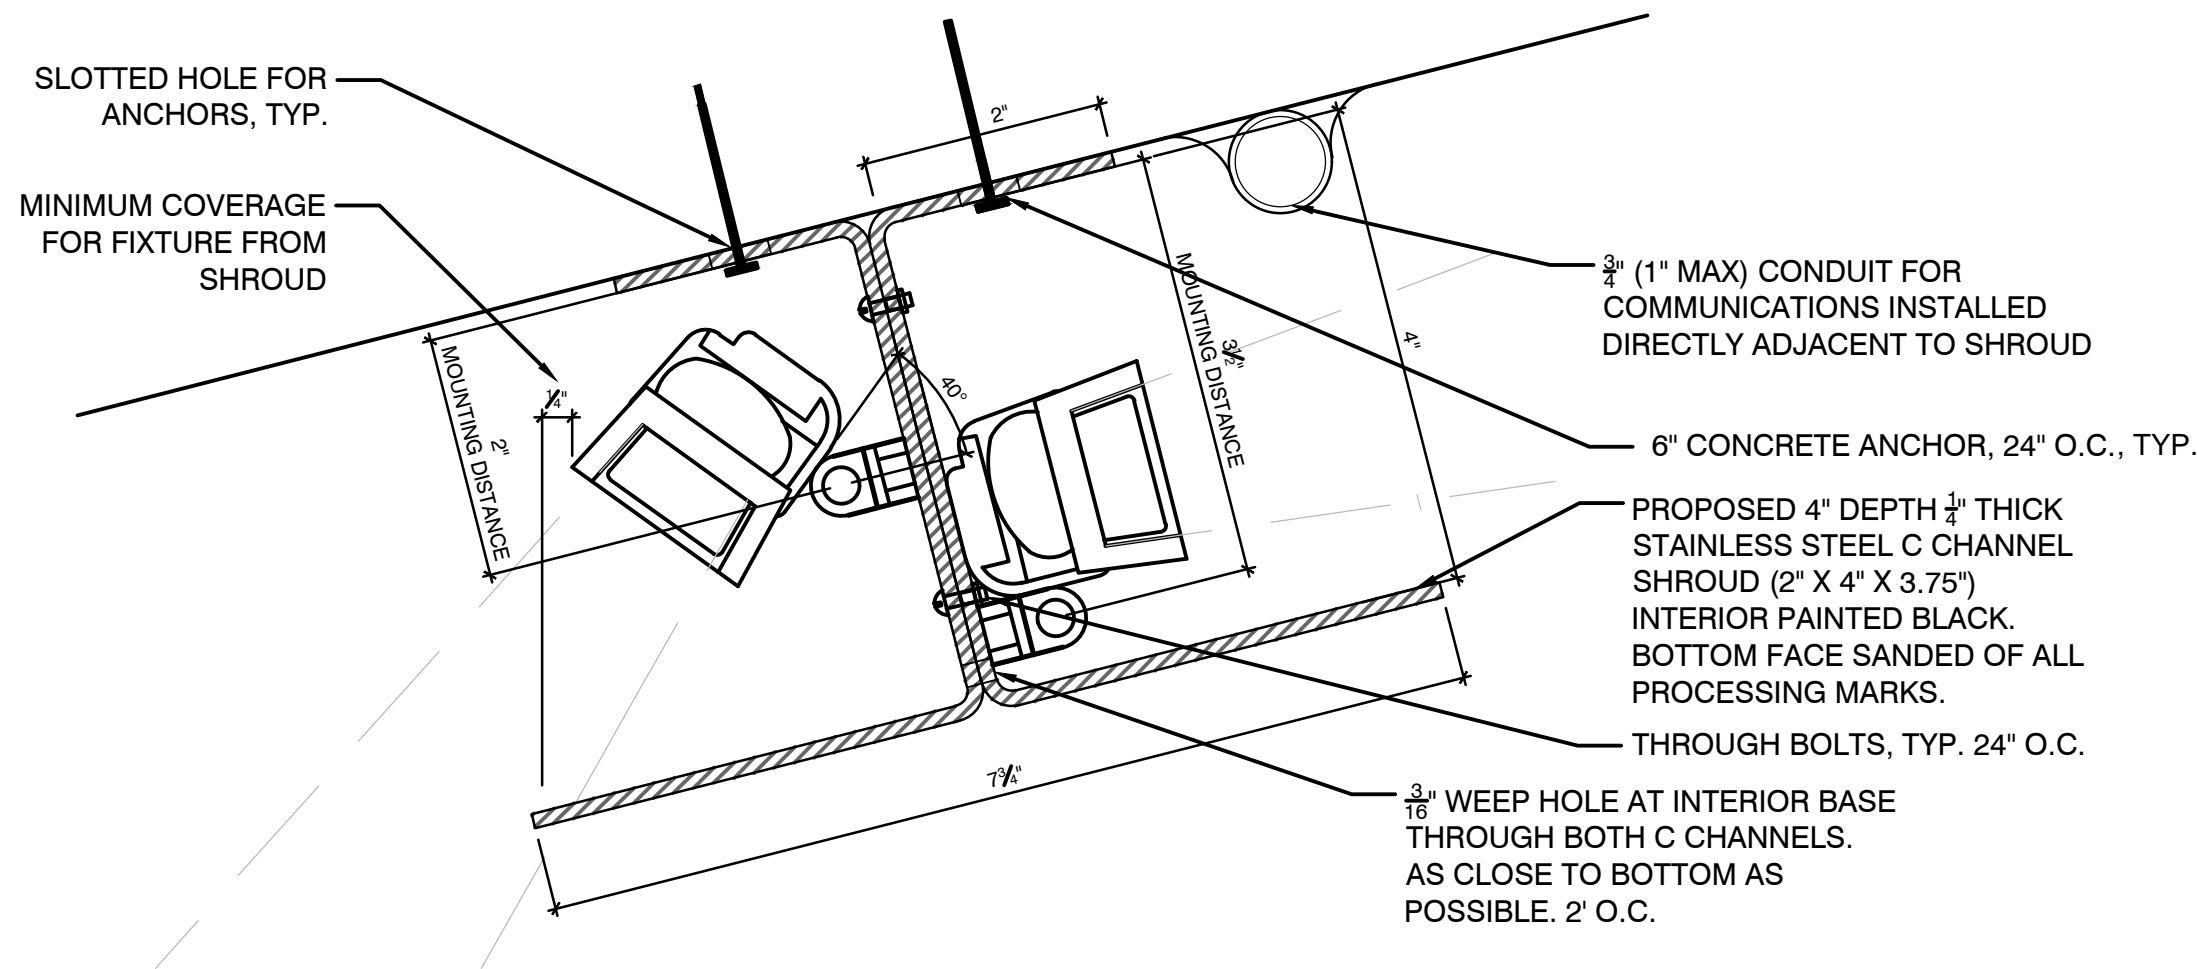 SLOTTED HOLE FOR
ANCHORS, TYP.
MINIMUM COVERAGE
FOR FIXTURE FROM
SHROUD
1/4"
2"
MOUNTING DISTANCE
2"
40°
3 1/2"
MOUNTING DISTANCE
4"
7 3/4"
3/4" (1" MAX) CONDUIT FOR
COMMUNICATIONS INSTALLED
DIRECTLY ADJACENT TO SHROUD
6" CONCRETE ANCHOR, 24" O.C., TYP.
PROPOSED 4" DEPTH 1/4" THICK
STAINLESS STEEL C CHANNEL
SHROUD (2" X 4" X 3.75")
INTERIOR PAINTED BLACK.
BOTTOM FACE SANDED OF ALL
PROCESSING MARKS.
THROUGH BOLTS, TYP. 24" O.C.
3/16" WEEP HOLE AT INTERIOR BASE
THROUGH BOTH C CHANNELS.
AS CLOSE TO BOTTOM AS
POSSIBLE. 2' O.C.